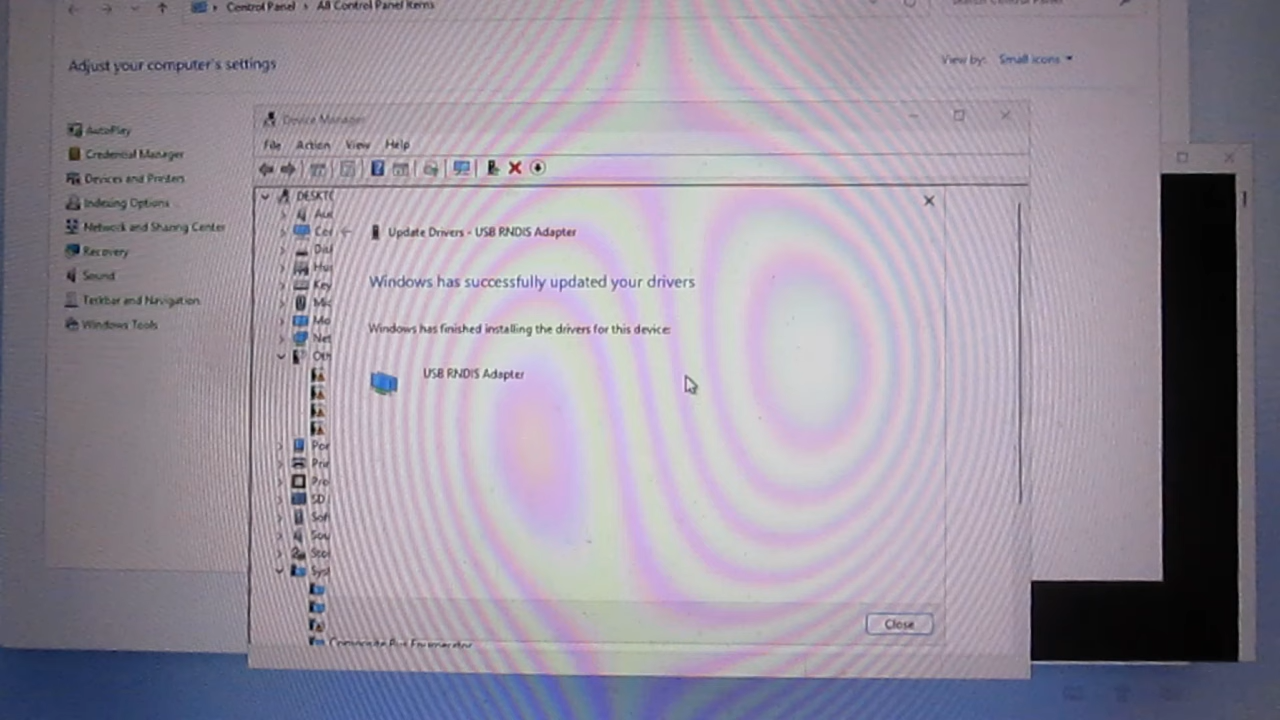 Control Panel › All Control Panel Items
Adjust your computer's settings
View by: Small icons
AutoPlay
Credential Manager
Devices and Printers
Indexing Options
Network and Sharing Center
Recovery
Sound
Taskbar and Navigation
Windows Tools
Device Manager
File Action View Help
Update Drivers - USB RNDIS Adapter
Windows has successfully updated your drivers
Windows has finished installing the drivers for this device:
USB RNDIS Adapter
Close
Composite Bus Enumerator